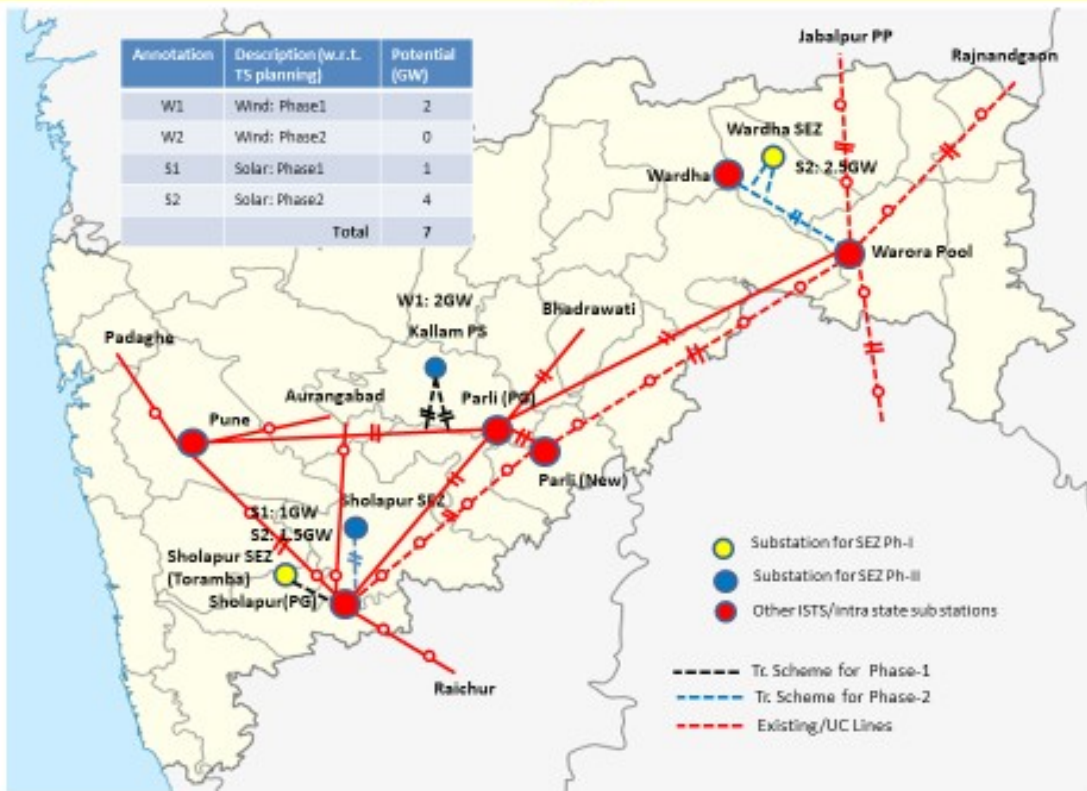 Annotation Description (w.r.t. TS planning) Potential (GW)
W1 Wind: Phase1 2
W2 Wind: Phase2 0
S1 Solar: Phase1 1
S2 Solar: Phase2 4
Total 7
Jabalpur PP
Rajnandgaon
Wardha SEZ
S2: 2.5GW
Wardha
Warora Pool
W1: 2GW
Kallam PS
Bhadrawati
Padaghe
Aurangabad
Parli (PG)
Pune
Parli (New)
Sholapur SEZ
S1: 1GW
S2: 1.5GW
Sholapur SEZ
(Toramba)
Sholapur(PG)
Raichur
Substation for SEZ Ph-I
Substation for SEZ Ph-II
Other ISTS/Intra state sub stations
Tr. Scheme for Phase-1
Tr. Scheme for Phase-2
Existing/UC Lines